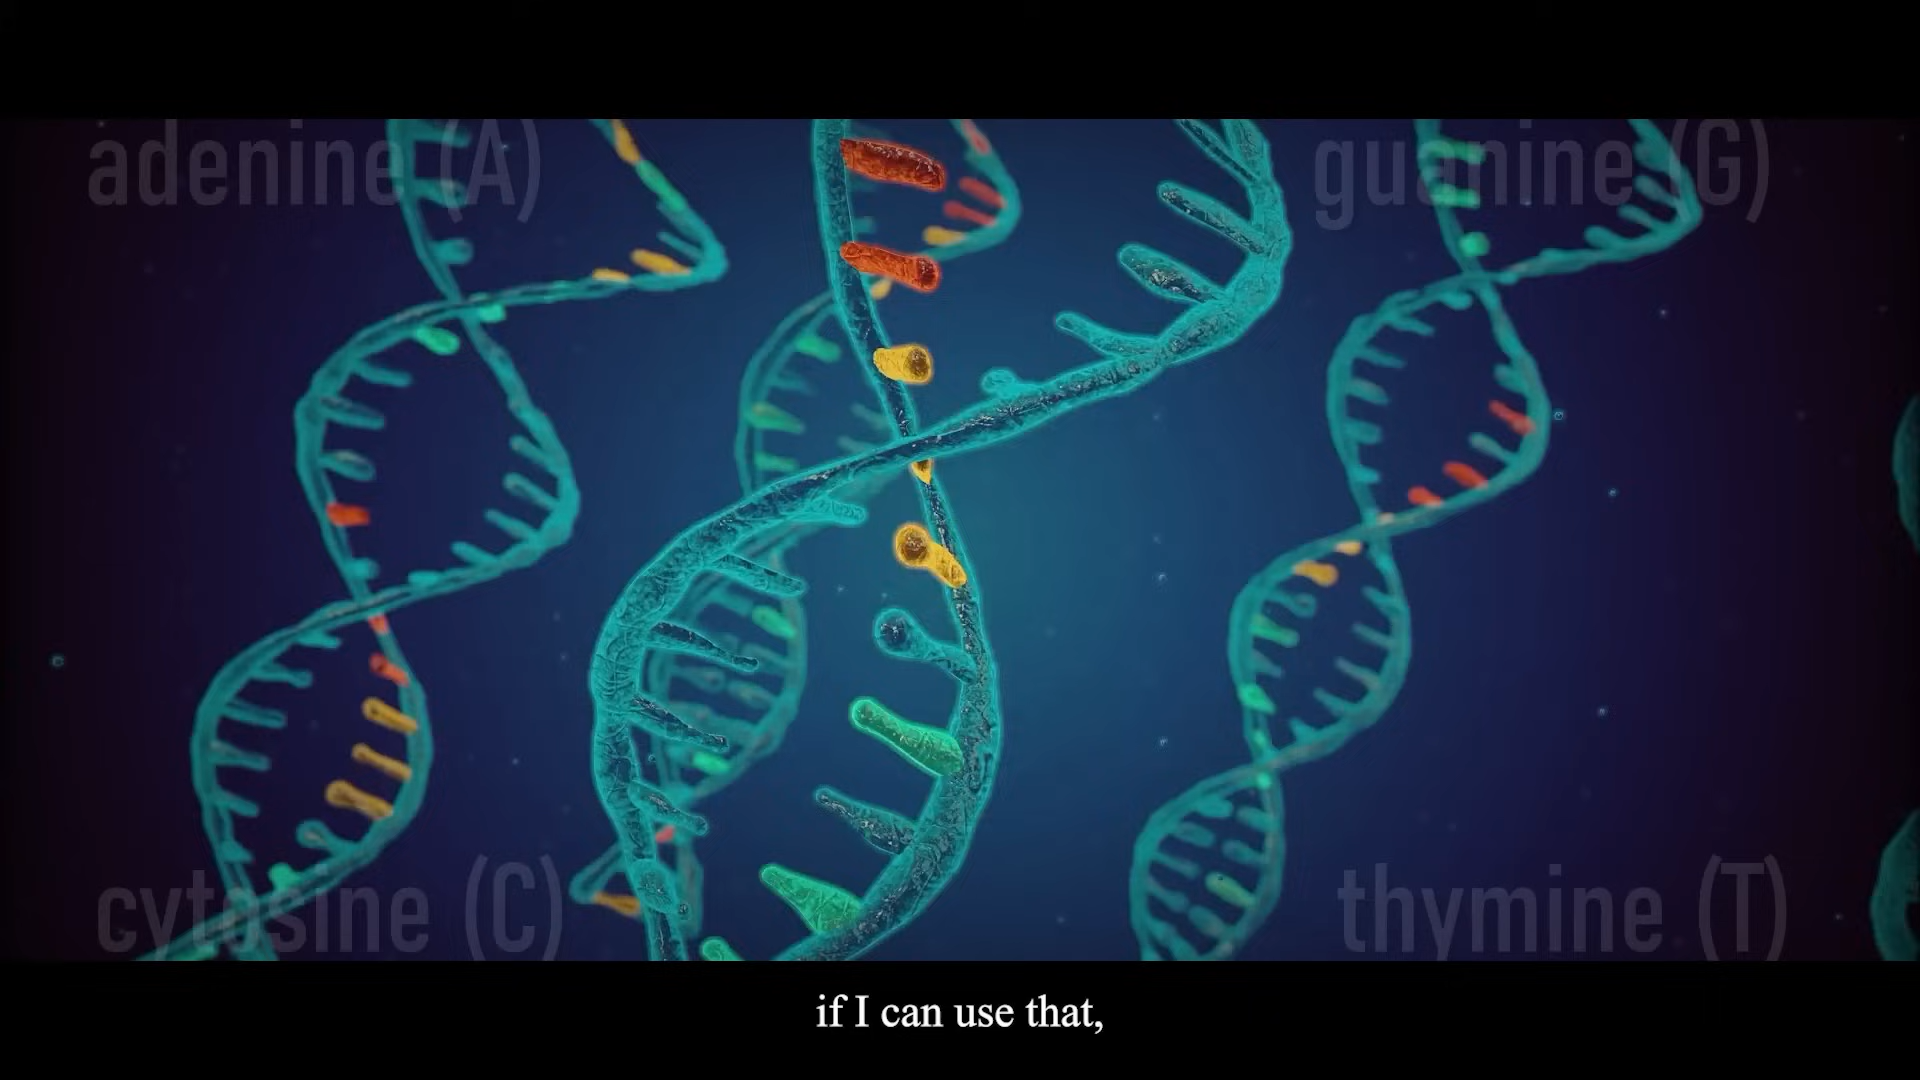 adenine (A)
guanine (G)
cytosine (C)
thymine (T)
if I can use that,